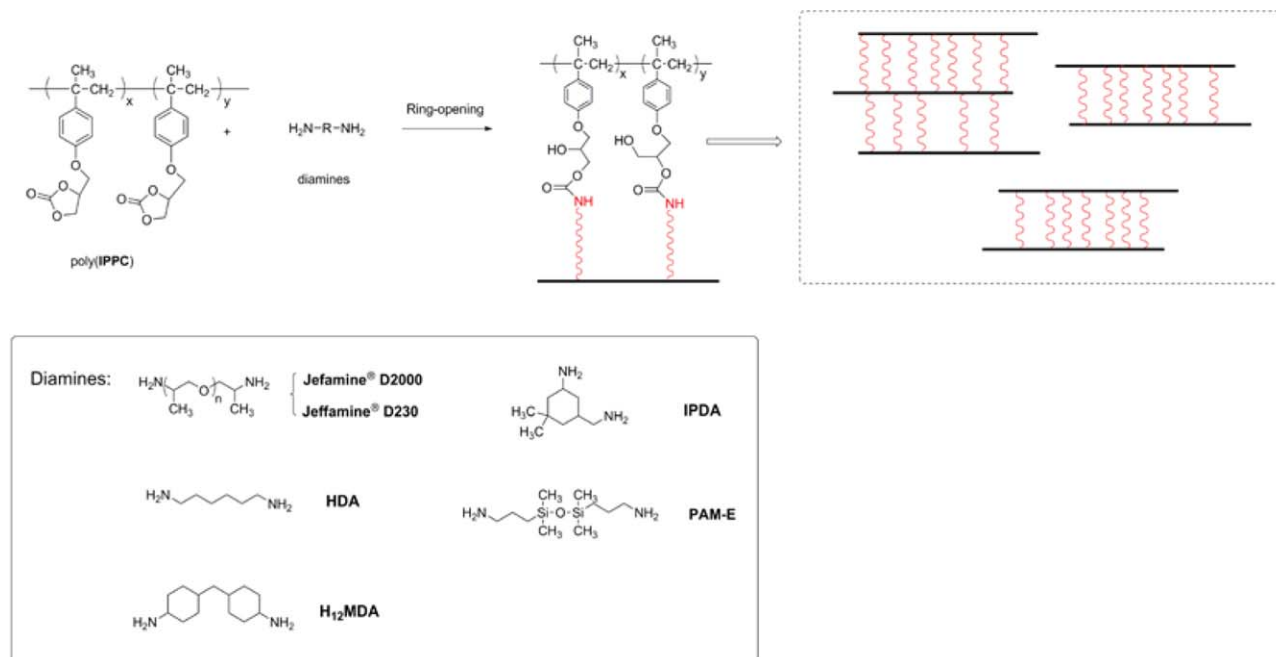 CH₃
CH₃
C
CH₂
x
C
CH₂
y
O
O
O
O
O
O
O
O
poly(IPPC)
+
H₂N−R−NH₂
diamines
Ring-opening
CH₃
CH₃
C
CH₂
x
C
CH₂
y
O
O
HO
HO
O
O
O
O
NH
NH
Diamines:
H₂N
O
n
NH₂
CH₃
CH₃
Jefamine® D2000
Jeffamine® D230
NH₂
H₃C
NH₂
H₃C
IPDA
H₂N
NH₂
HDA
CH₃
CH₃
H₂N
Si
O
Si
NH₂
CH₃
CH₃
PAM-E
H₂N
NH₂
H₁₂MDA